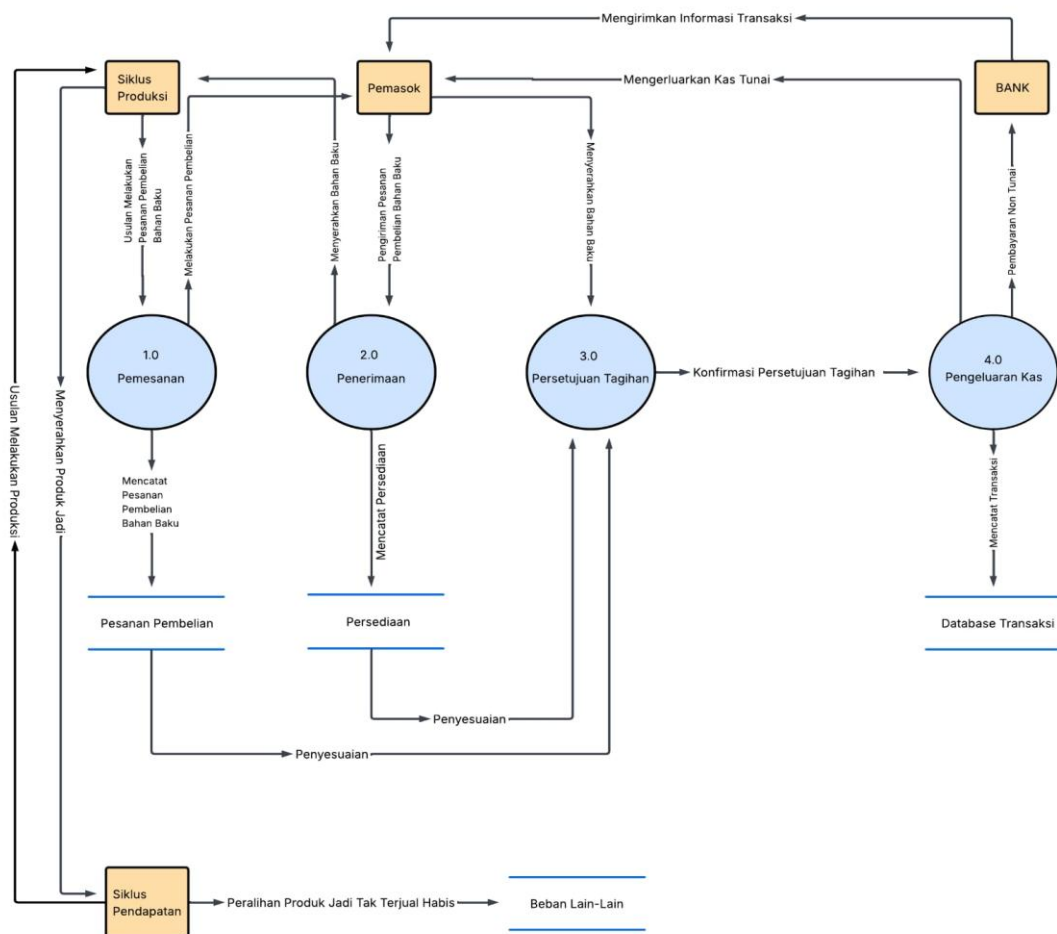 Mengirimkan Informasi Transaksi
Siklus
Produksi
Pemasok
Mengerluarkan Kas Tunai
BANK
Usulan Melakukan
Pesanan Pembelian
Bahan Baku
Melakukan Pesanan Pembelian
Menyerahkan Bahan Baku
Pengiriman Pesanan
Pembelian Bahan Baku
Menyerahkan Bahan Baku
Pembayaran Non Tunai
1.0
Pemesanan
2.0
Penerimaan
3.0
Persetujuan Tagihan
Konfirmasi Persetujuan Tagihan
4.0
Pengeluaran Kas
Usulan Melakukan Produksi
Menyerahkan Produk Jadi
Mencatat
Pesanan
Pembelian
Bahan Baku
Mencatat Persediaan
Mencatat Transaksi
Pesanan Pembelian
Persediaan
Database Transaksi
Penyesuaian
Penyesuaian
Siklus
Pendapatan
Peralihan Produk Jadi Tak Terjual Habis
Beban Lain-Lain